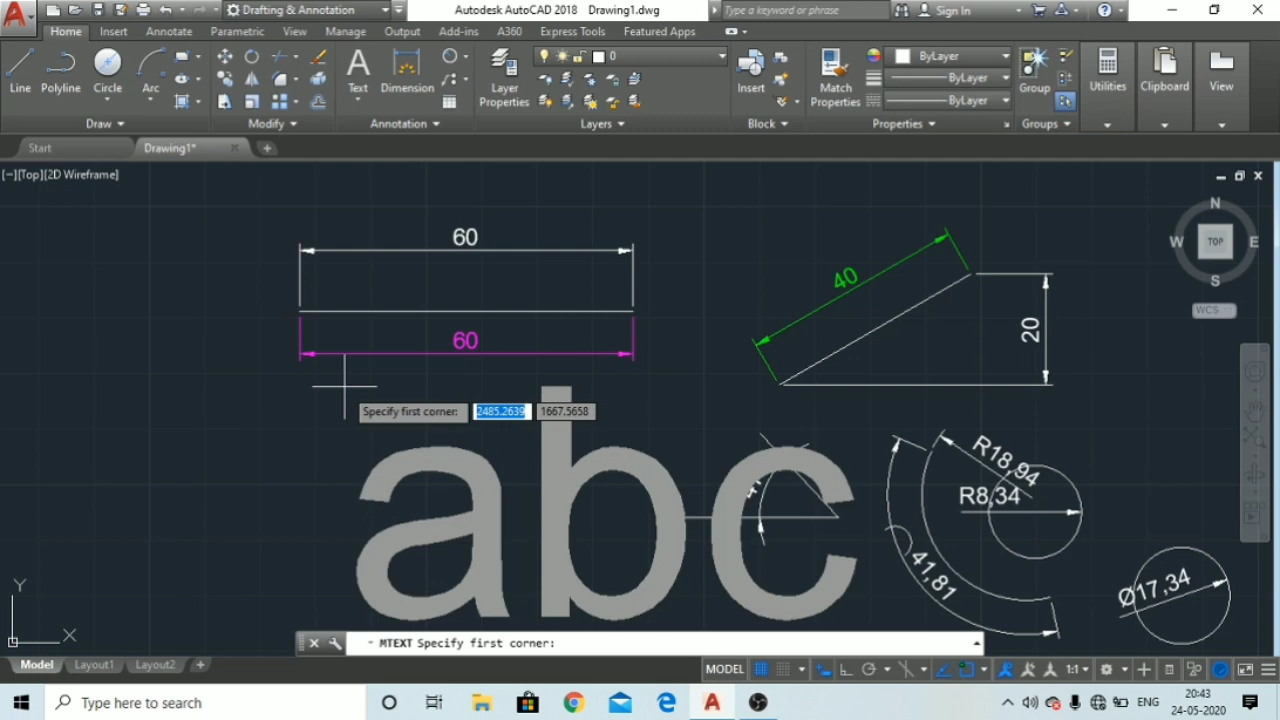 Drafting & Annotation
Autodesk AutoCAD 2018 Drawing1.dwg
Type a keyword or phrase
Sign In
Home Insert Annotate Parametric View Manage Output Add-ins A360 Express Tools Featured Apps
Line Polyline Circle Arc
Text Dimension
Layer Properties
0
Insert
Match Properties
ByLayer
ByLayer
ByLayer
Group
Utilities
Clipboard
View
Draw Modify Annotation Layers Block Properties Groups
Start Drawing1*
[−][Top][2D Wireframe]
60
60
40
20
N
W TOP E
S
WCS
Specify first corner: 2485.2639 1667.5658
abc
R18,94
R8,34
41,81
Ø17,34
Y
X
MTEXT Specify first corner:
Model Layout1 Layout2
MODEL
1:1
Type here to search
ENG
20:43
24-05-2020